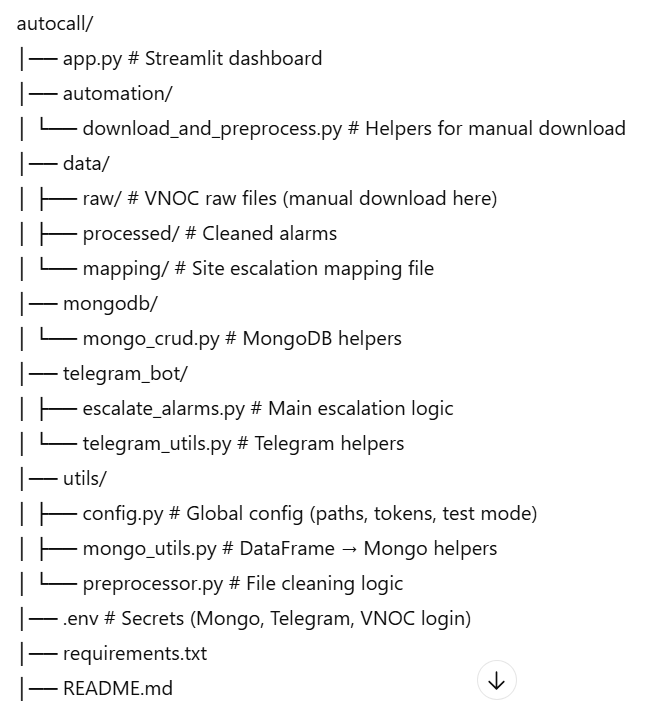 autocall/
│── app.py # Streamlit dashboard
│── automation/
│ └── download_and_preprocess.py # Helpers for manual download
│── data/
│ ├── raw/ # VNOC raw files (manual download here)
│ ├── processed/ # Cleaned alarms
│ └── mapping/ # Site escalation mapping file
│── mongodb/
│ └── mongo_crud.py # MongoDB helpers
│── telegram_bot/
│ ├── escalate_alarms.py # Main escalation logic
│ └── telegram_utils.py # Telegram helpers
│── utils/
│ ├── config.py # Global config (paths, tokens, test mode)
│ ├── mongo_utils.py # DataFrame → Mongo helpers
│ └── preprocessor.py # File cleaning logic
│── .env # Secrets (Mongo, Telegram, VNOC login)
│── requirements.txt
│── README.md